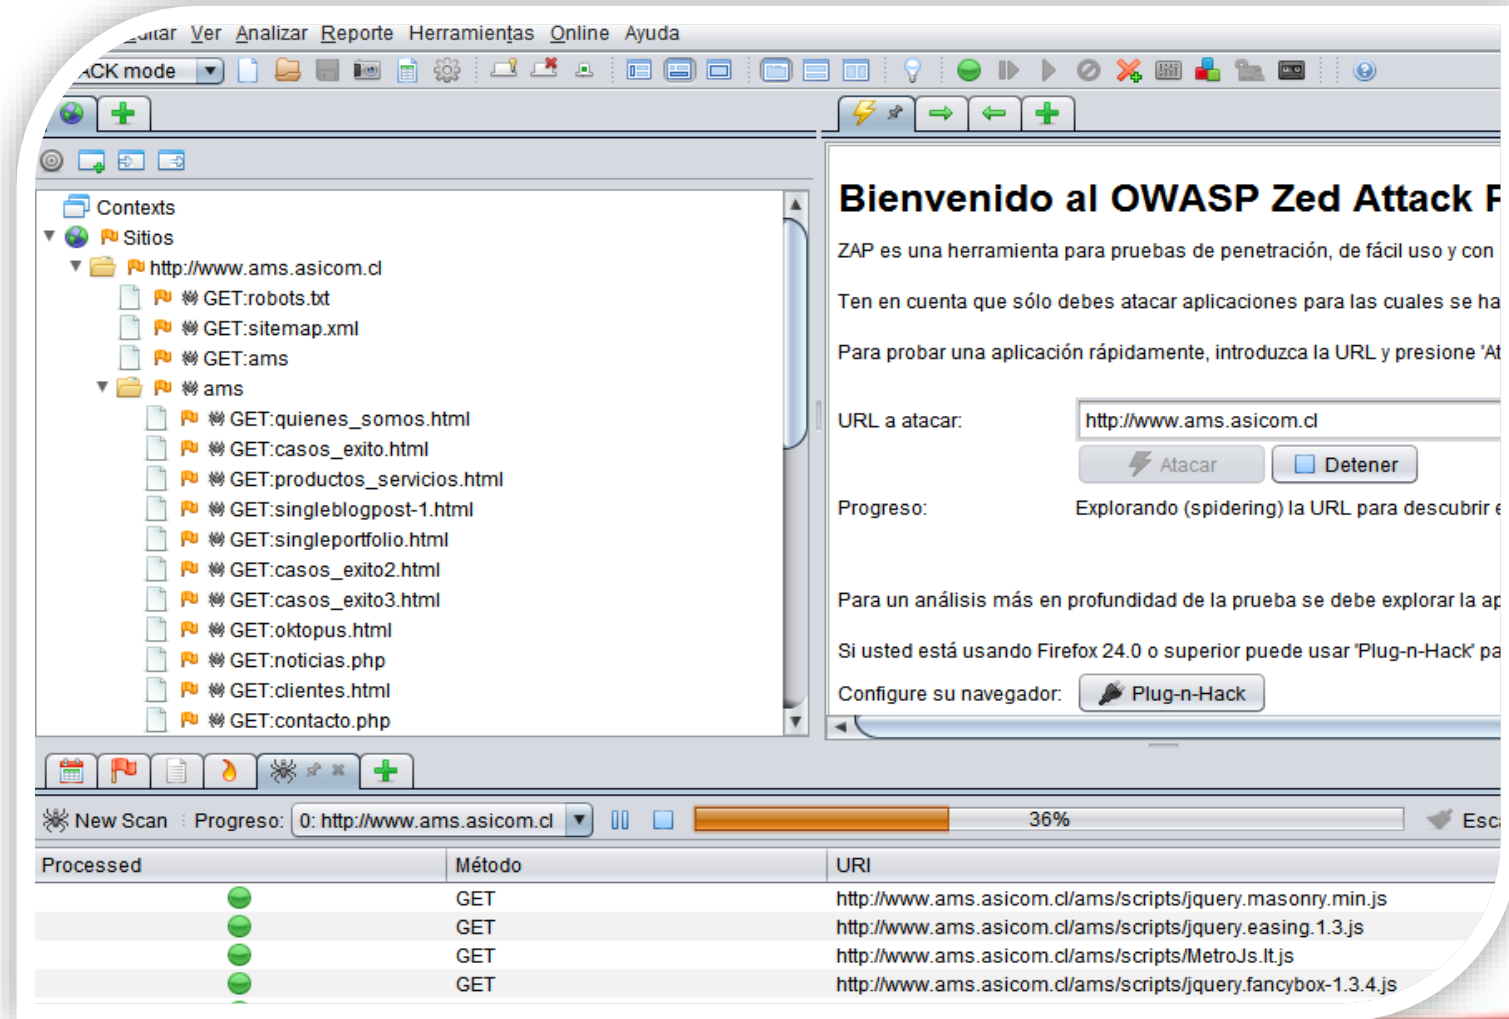 Ver Analizar Reporte Herramientas Online Ayuda
ACK mode
Contexts
Sitios
http://www.ams.asicom.cl
GET:robots.txt
GET:sitemap.xml
GET:ams
ams
GET:quienes_somos.html
GET:casos_exito.html
GET:productos_servicios.html
GET:singleblogpost-1.html
GET:singleportfolio.html
GET:casos_exito2.html
GET:casos_exito3.html
GET:oktopus.html
GET:noticias.php
GET:clientes.html
GET:contacto.php
Bienvenido al OWASP Zed Attack P
ZAP es una herramienta para pruebas de penetración, de fácil uso y con
Ten en cuenta que sólo debes atacar aplicaciones para las cuales se ha
Para probar una aplicación rápidamente, introduzca la URL y presione 'At
URL a atacar: http://www.ams.asicom.cl
Atacar Detener
Progreso: Explorando (spidering) la URL para descubrir e
Para un análisis más en profundidad de la prueba se debe explorar la ap
Si usted está usando Firefox 24.0 o superior puede usar 'Plug-n-Hack' pa
Configure su navegador: Plug-n-Hack
New Scan Progreso: 0: http://www.ams.asicom.cl 36% Esc
Processed Método URI
GET http://www.ams.asicom.cl/ams/scripts/jquery.masonry.min.js
GET http://www.ams.asicom.cl/ams/scripts/jquery.easing.1.3.js
GET http://www.ams.asicom.cl/ams/scripts/MetroJs.lt.js
GET http://www.ams.asicom.cl/ams/scripts/jquery.fancybox-1.3.4.js